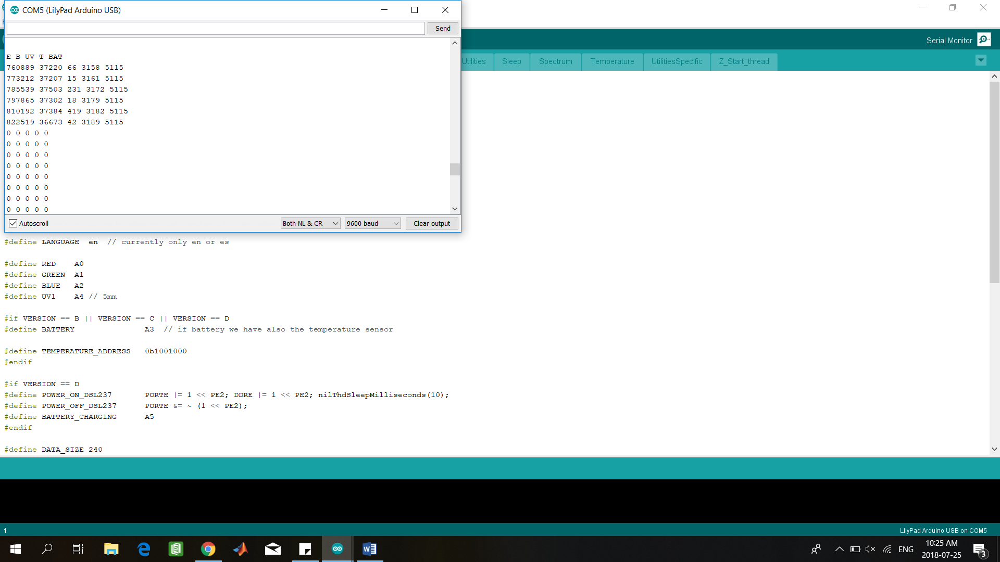 COM5 (LilyPad Arduino USB)
Send
E B UV T BAT
760889 37220 66 3158 5115
773212 37207 15 3161 5115
785539 37503 231 3172 5115
797865 37302 18 3179 5115
810192 37384 419 3182 5115
822519 36673 42 3189 5115
0 0 0 0 0
0 0 0 0 0
0 0 0 0 0
0 0 0 0 0
0 0 0 0 0
0 0 0 0 0
0 0 0 0 0
0 0 0 0 0
Autoscroll
Both NL & CR
9600 baud
Clear output
Serial Monitor
Utilities Sleep Spectrum Temperature UtilitiesSpecific Z_Start_thread
#define LANGUAGE  en  // currently only en or es
#define RED    A0
#define GREEN  A1
#define BLUE   A2
#define UV1    A4 // 5mm
#if VERSION == B || VERSION == C || VERSION == D
#define BATTERY               A3  // if battery we have also the temperature sensor
#define TEMPERATURE_ADDRESS   0b1001000
#endif
#if VERSION == D
#define POWER_ON_DSL237       PORTE |= 1 << PE2; DDRE |= 1 << PE2; nilThdSleepMilliseconds(10);
#define POWER_OFF_DSL237      PORTE &= ~ (1 << PE2);
#define BATTERY_CHARGING      A5
#endif
#define DATA_SIZE 240
1
LilyPad Arduino USB on COM5
ENG
10:25 AM
2018-07-25
3